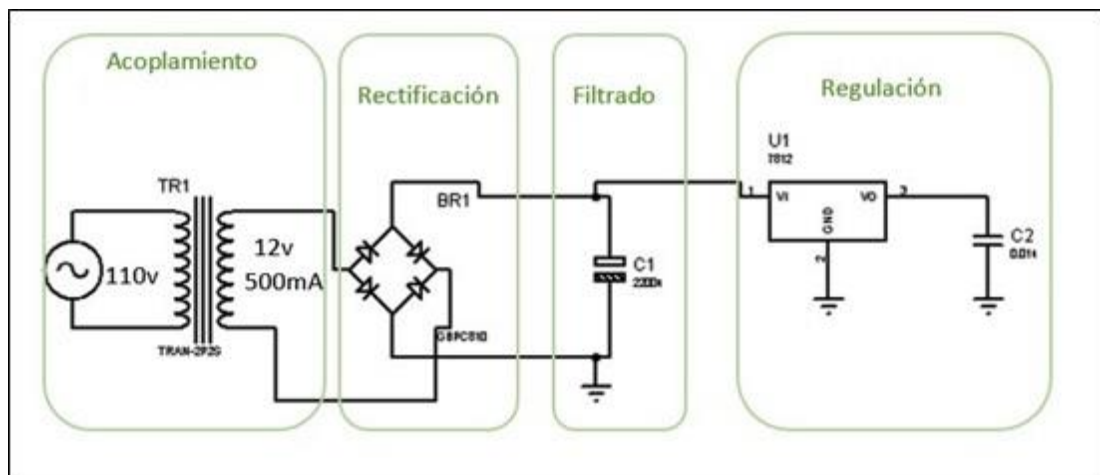 Acoplamiento
Rectificación
Filtrado
Regulación
TR1
110v
12v
500mA
TRAN-2P2S
BR1
C1
U1
7812
1
VI
VO
3
GND
2
C2